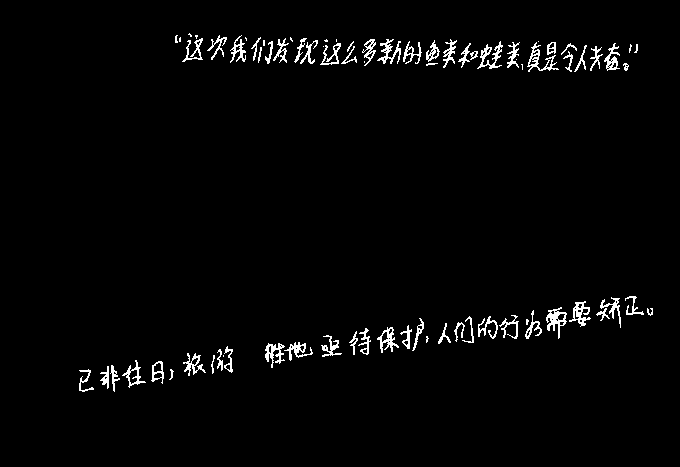 “这次我们发现这么多新的鱼类和蛙类,真是令人失奋。”
已非往日,旅游 胜地亟待保护,人们的行为需要矫正。